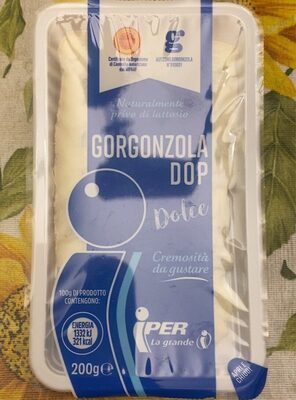 Naturalmente
privo di lattosio
GORGONZOLA
DOP
Dolce
Cremosità
da gustare
100g DI PRODOTTO
CONTENGONO:
ENERGIA
1332 kJ
321 kcal
iPER
La grande i
200g e